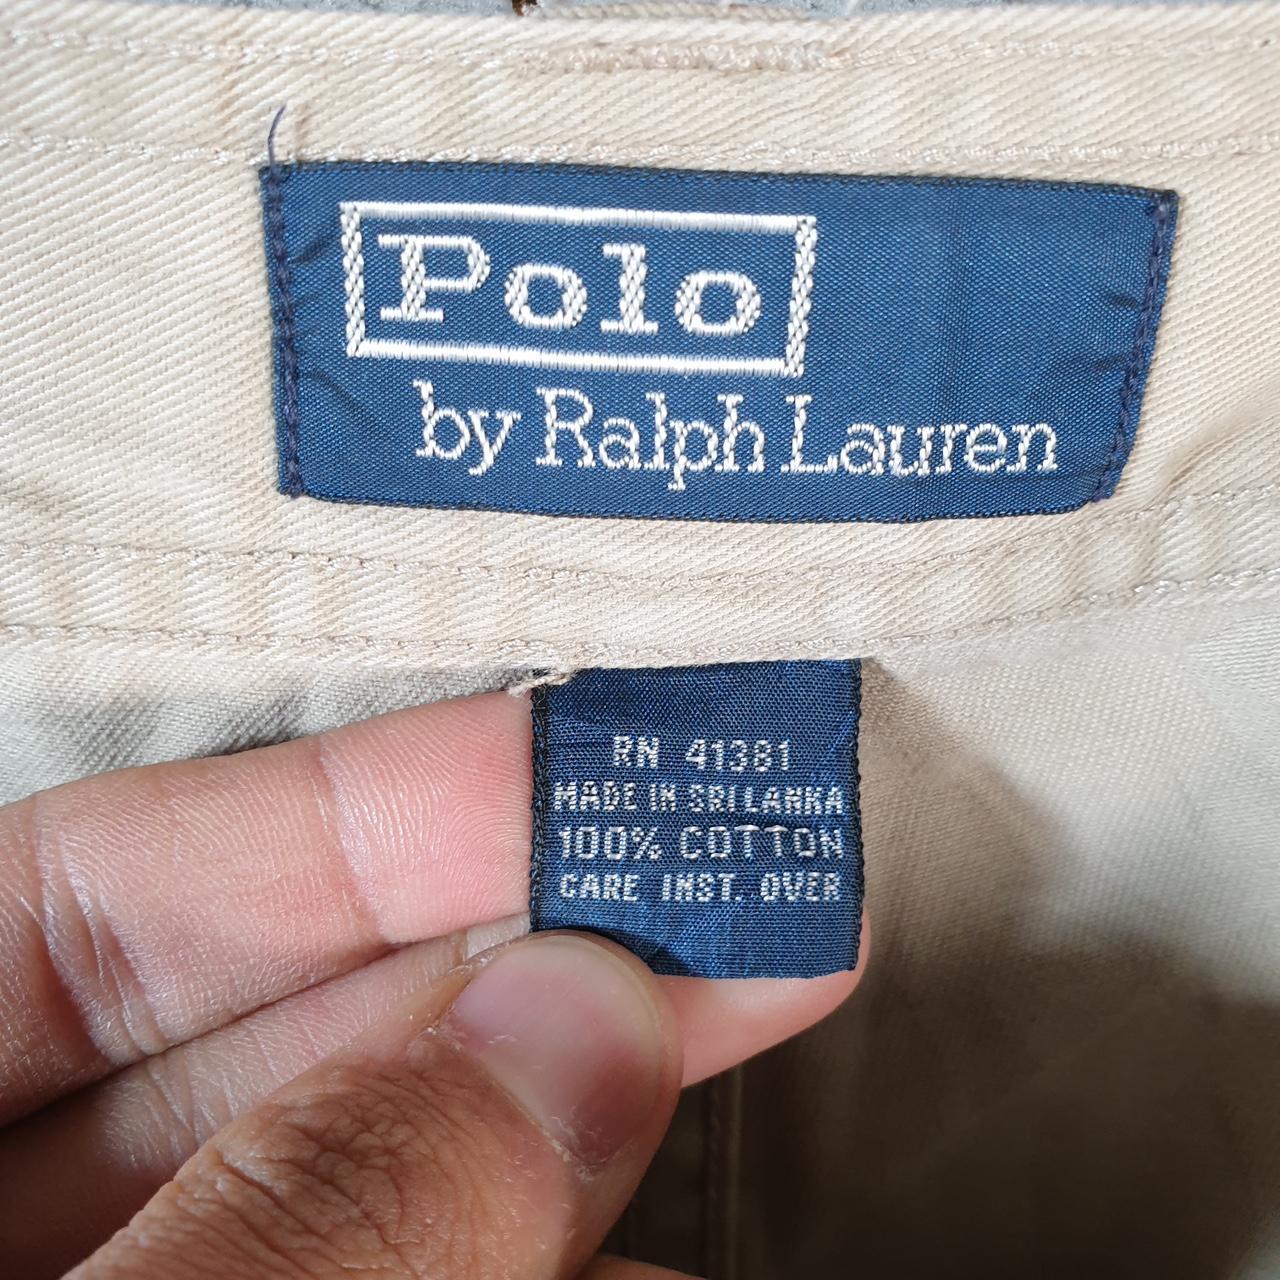 Polo
by Ralph Lauren
RN 41381
MADE IN SRI LANKA
100% COTTON
CARE INST. OVER